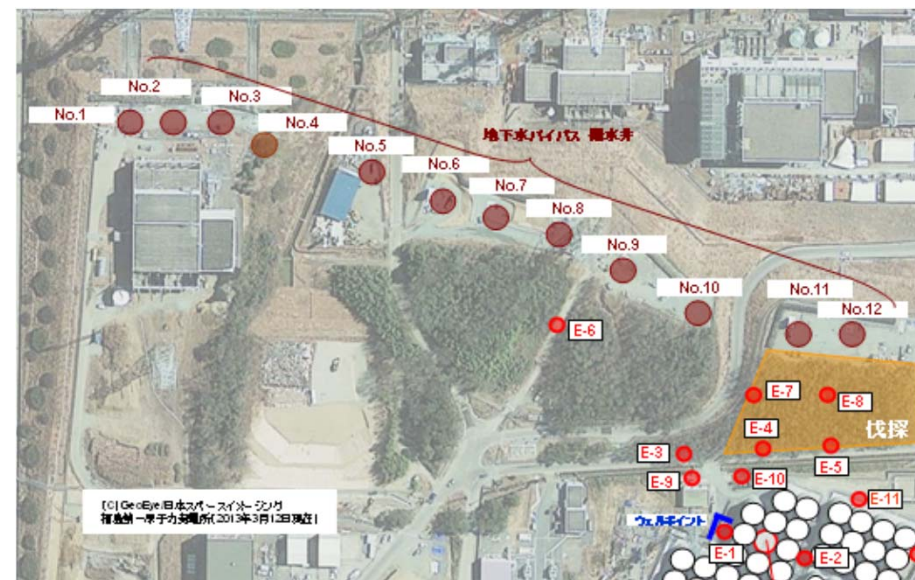 No.1
No.2
No.3
No.4
No.5
No.6
No.7
No.8
No.9
No.10
No.11
No.12
地下水バイパス 揚水井
E-6
E-7
E-8
伐採
E-4
E-5
E-3
E-9
E-10
E-11
ウェルポイント
E-1
E-2
(C)GeoEye/日本スペースイメージング
福島第一原子力発電所(2013年3月12日現在)